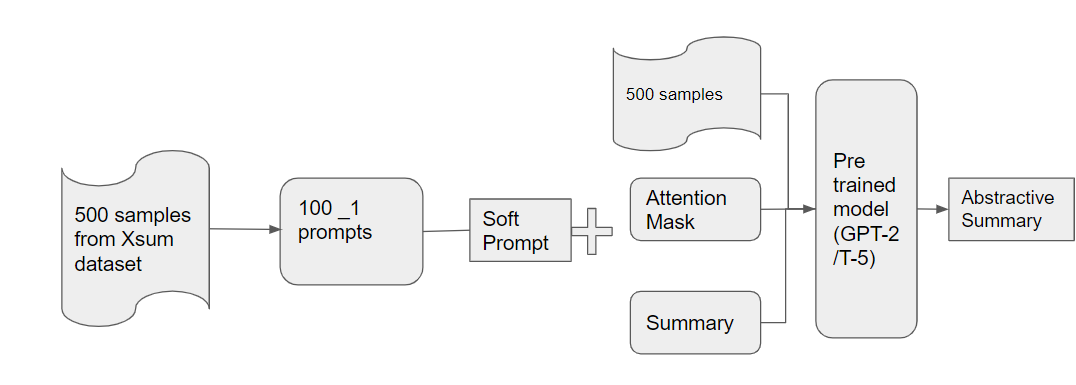 500 samples
from Xsum
dataset
100 _1
prompts
Soft
Prompt
500 samples
Attention
Mask
Summary
Pre
trained
model
(GPT-2
/T-5)
Abstractive
Summary